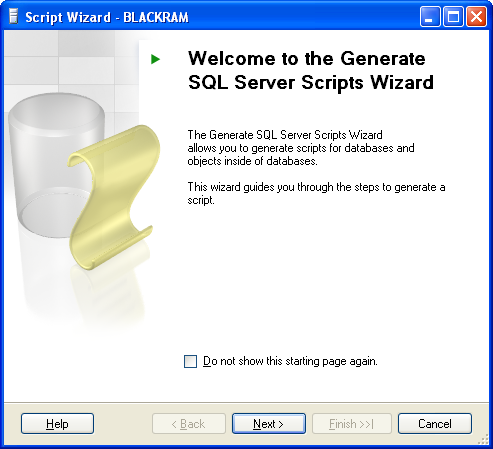 Script Wizard - BLACKRAM
Welcome to the Generate
SQL Server Scripts Wizard
The Generate SQL Server Scripts Wizard
allows you to generate scripts for databases and
objects inside of databases.
This wizard guides you through the steps to generate a
script.
Do not show this starting page again.
Help
< Back
Next >
Finish >>|
Cancel